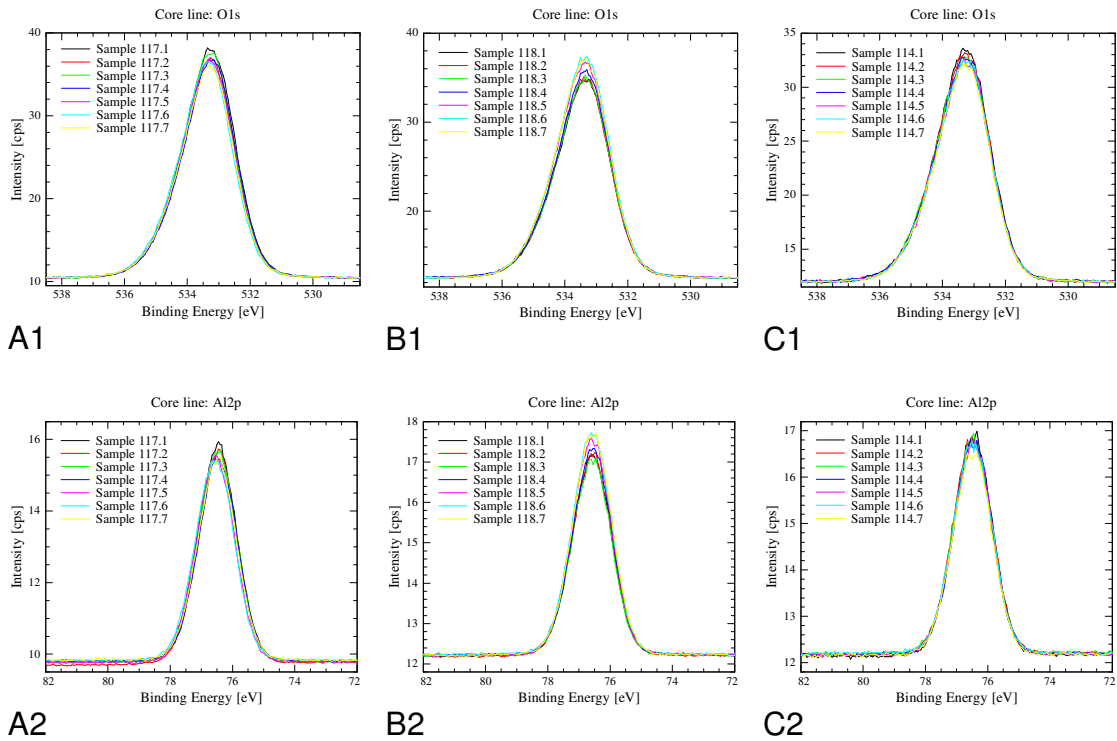 Core line: O1s
40
30
20
10
Intensity [cps]
Sample 117.1
Sample 117.2
Sample 117.3
Sample 117.4
Sample 117.5
Sample 117.6
Sample 117.7
538 536 534 532 530
Binding Energy [eV]
A1
Core line: O1s
40
30
20
Intensity [cps]
Sample 118.1
Sample 118.2
Sample 118.3
Sample 118.4
Sample 118.5
Sample 118.6
Sample 118.7
538 536 534 532 530
Binding Energy [eV]
B1
Core line: O1s
35
30
25
20
15
Intensity [cps]
Sample 114.1
Sample 114.2
Sample 114.3
Sample 114.4
Sample 114.5
Sample 114.6
Sample 114.7
538 536 534 532 530
Binding Energy [eV]
C1
Core line: Al2p
16
14
12
10
Intensity [cps]
Sample 117.1
Sample 117.2
Sample 117.3
Sample 117.4
Sample 117.5
Sample 117.6
Sample 117.7
82 80 78 76 74 72
Binding Energy [eV]
A2
Core line: Al2p
18
17
16
15
14
13
12
Intensity [cps]
Sample 118.1
Sample 118.2
Sample 118.3
Sample 118.4
Sample 118.5
Sample 118.6
Sample 118.7
82 80 78 76 74 72
Binding Energy [eV]
B2
Core line: Al2p
17
16
15
14
13
12
Intensity [cps]
Sample 114.1
Sample 114.2
Sample 114.3
Sample 114.4
Sample 114.5
Sample 114.6
Sample 114.7
82 80 78 76 74 72
Binding Energy [eV]
C2